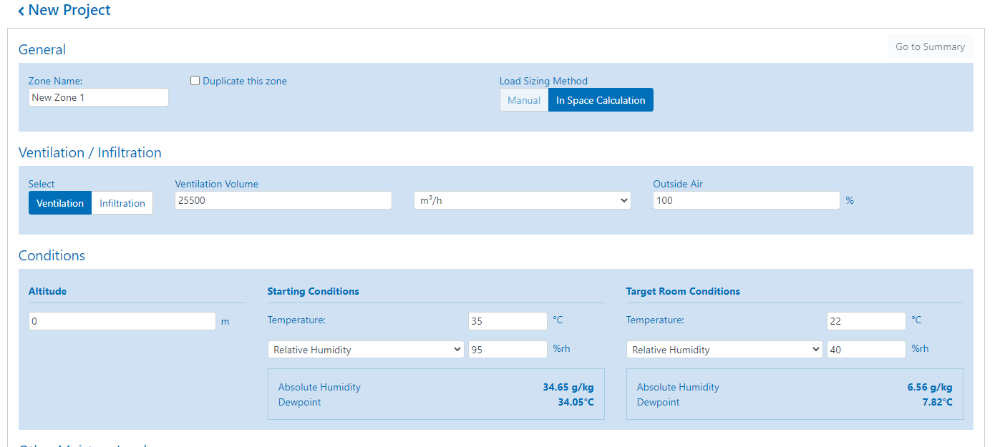 New Project
General
Go to Summary
Zone Name:
Duplicate this zone
Load Sizing Method
New Zone 1
Manual
In Space Calculation
Ventilation / Infiltration
Select
Ventilation Volume
Outside Air
Ventilation
Infiltration
25500
m³/h
100
%
Conditions
Altitude
Starting Conditions
Target Room Conditions
0
m
Temperature:
35
°C
Temperature:
22
°C
Relative Humidity
95
%rh
Relative Humidity
40
%rh
Absolute Humidity
34.65 g/kg
Absolute Humidity
6.56 g/kg
Dewpoint
34.05°C
Dewpoint
7.82°C